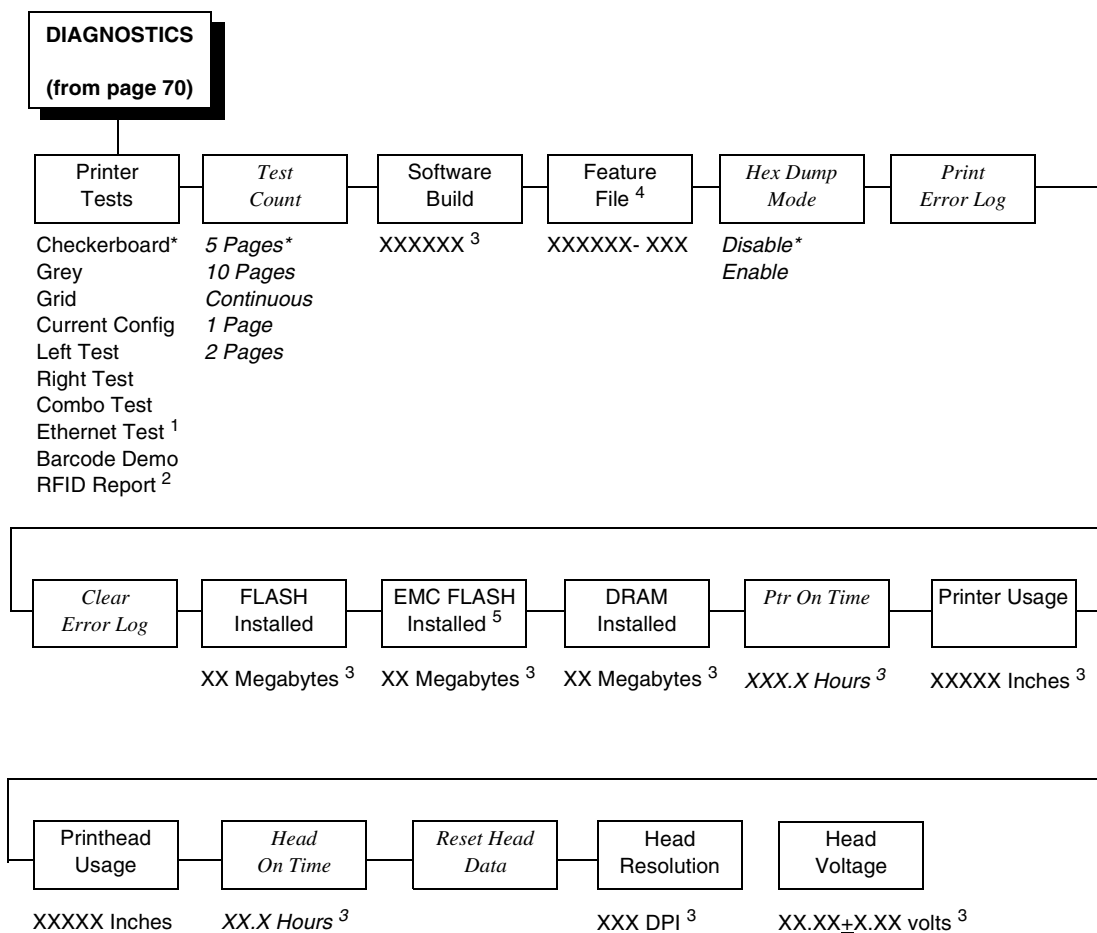 DIAGNOSTICS
(from page 70)
Printer
Tests
Test
Count
Software
Build
Feature
File 4
Hex Dump
Mode
Print
Error Log
Checkerboard*
Grey
Grid
Current Config
Left Test
Right Test
Combo Test
Ethernet Test 1
Barcode Demo
RFID Report 2
5 Pages*
10 Pages
Continuous
1 Page
2 Pages
XXXXXX 3
XXXXXX- XXX
Disable*
Enable
Clear
Error Log
FLASH
Installed
EMC FLASH
Installed 5
DRAM
Installed
Ptr On Time
Printer Usage
XX Megabytes 3
XX Megabytes 3
XX Megabytes 3
XXX.X Hours 3
XXXXX Inches 3
Printhead
Usage
Head
On Time
Reset Head
Data
Head
Resolution
Head
Voltage
XXXXX Inches
XX.X Hours 3
XXX DPI 3
XX.XX±X.XX volts 3